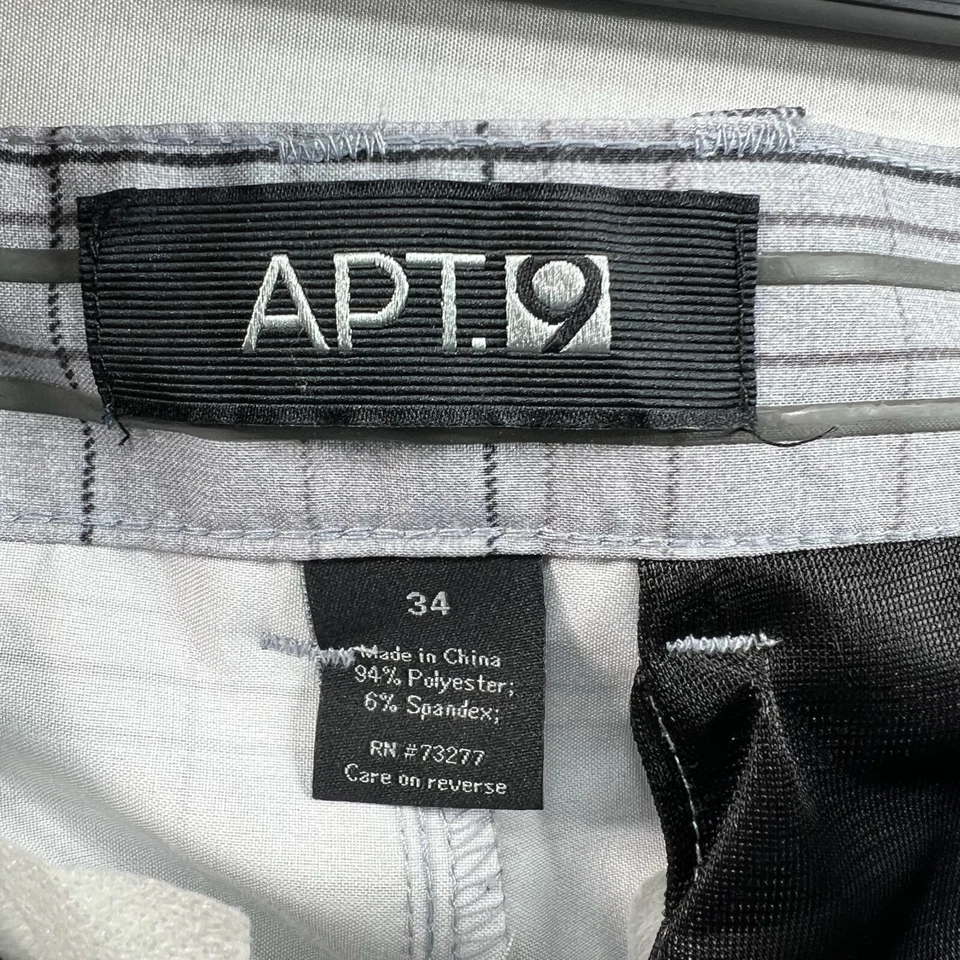 APT.9
34
Made in China
94% Polyester;
6% Spandex;
RN #73277
Care on reverse